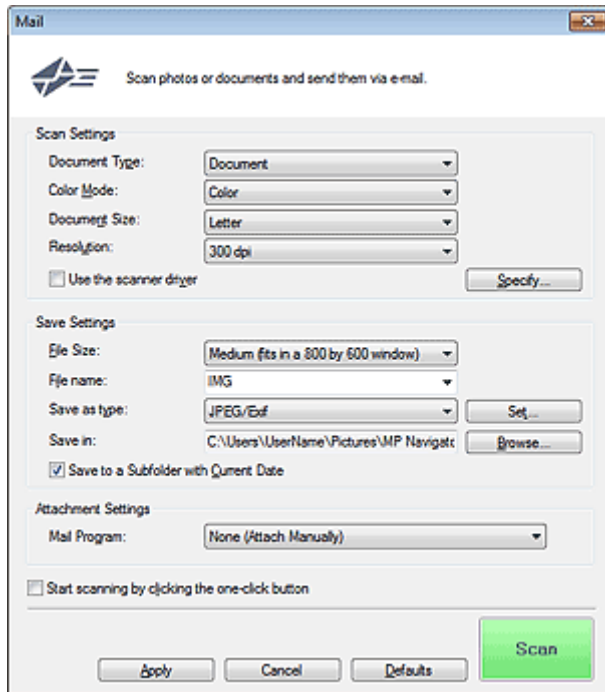 Mail
Scan photos or documents and send them via e-mail.
Scan Settings
Document Type: Document
Color Mode: Color
Document Size: Letter
Resolution: 300 dpi
Use the scanner driver Specify...
Save Settings
File Size: Medium (fits in a 800 by 600 window)
File name: IMG
Save as type: JPEG/Exif Set...
Save in: C:\Users\UserName\Pictures\MP Navigato Browse...
Save to a Subfolder with Current Date
Attachment Settings
Mail Program: None (Attach Manually)
Start scanning by clicking the one-click button
Apply Cancel Defaults Scan